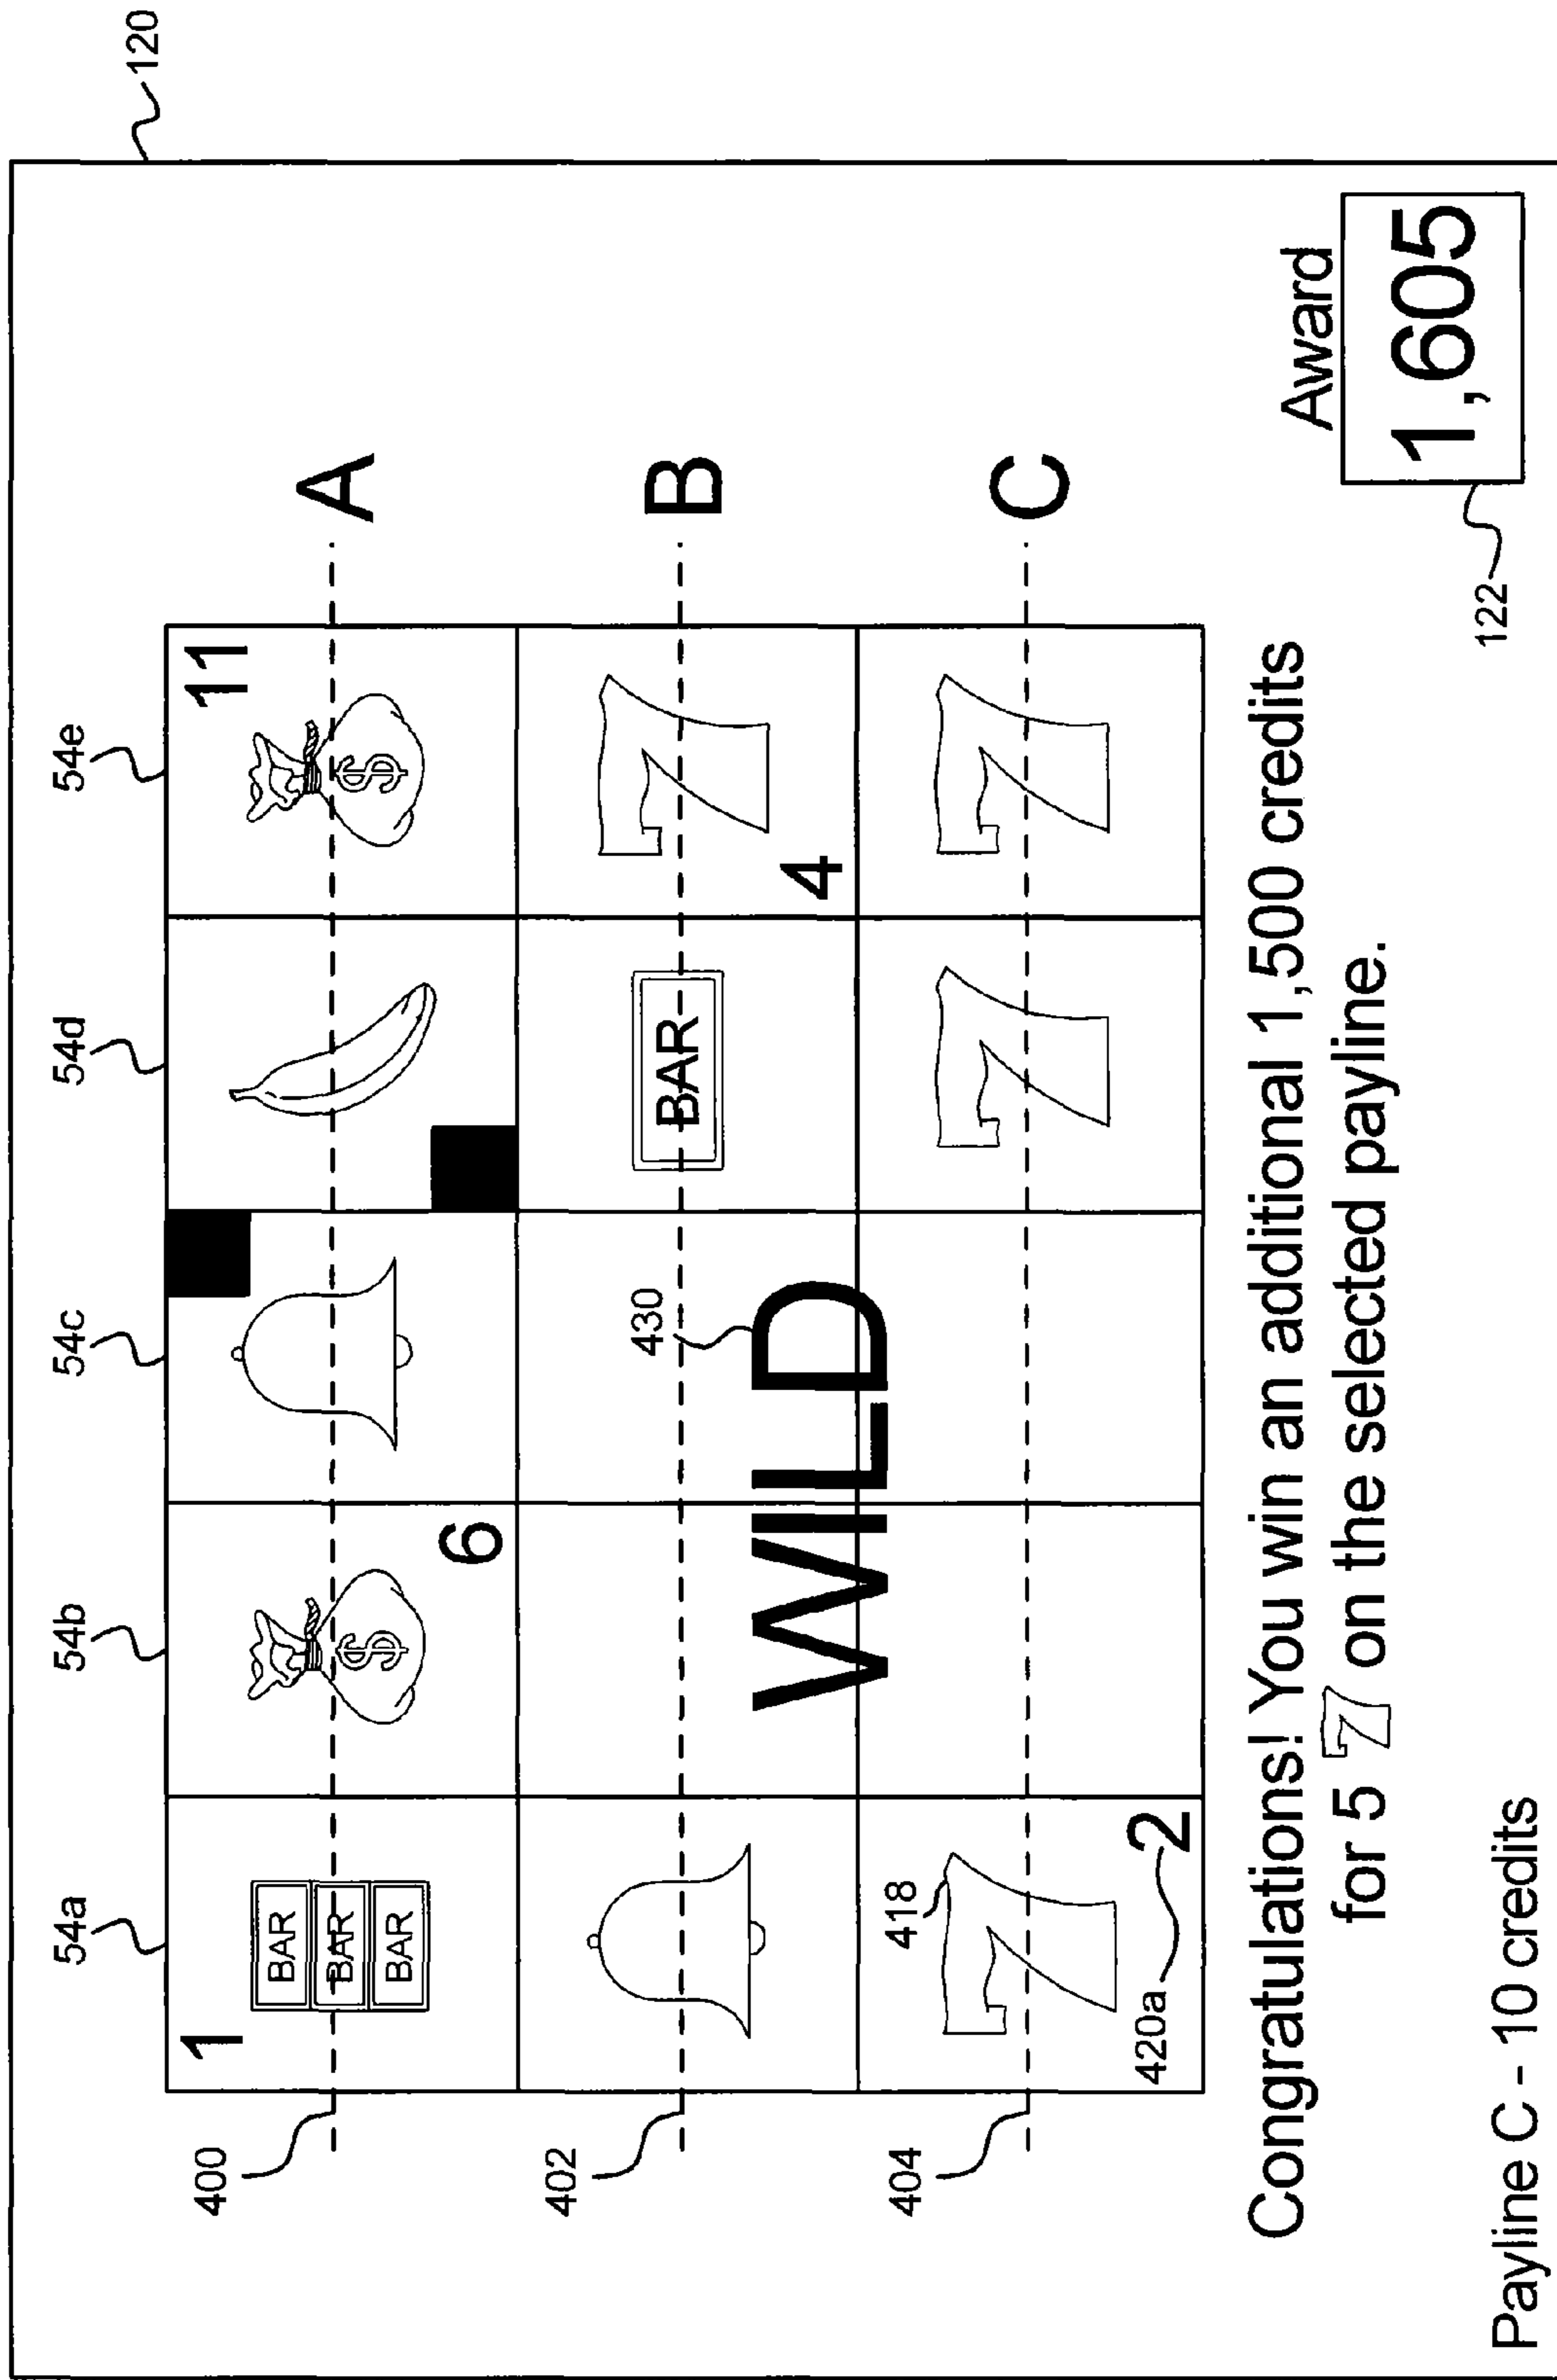 120
54a 54b 54c 54d 54e
1 11
400 BAR $ $ A
BAR
BAR
6
402 430 BAR B
4
WILD
404 418 C
420a 2
Congratulations! You win an additional 1,500 credits
for 5 7 on the selected payline.
Award
122 1,605
Payline C - 10 credits